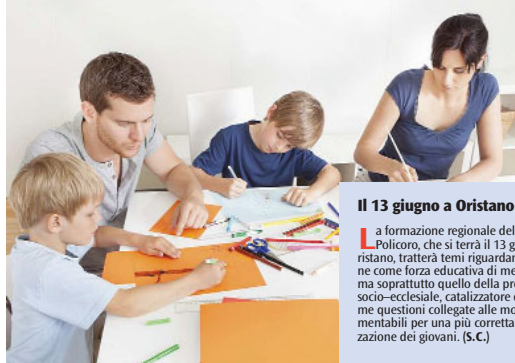 Il 13 giugno a Oristano
La formazione regionale del
Policoro, che si terrà il 13 g
ristano, tratterà temi riguardan
ne come forza educativa di me
ma soprattutto quello della pro
socio–ecclesiale, catalizzatore
me questioni collegate alle mo
mentabili per una più corretta
zazione dei giovani. (S.C.)